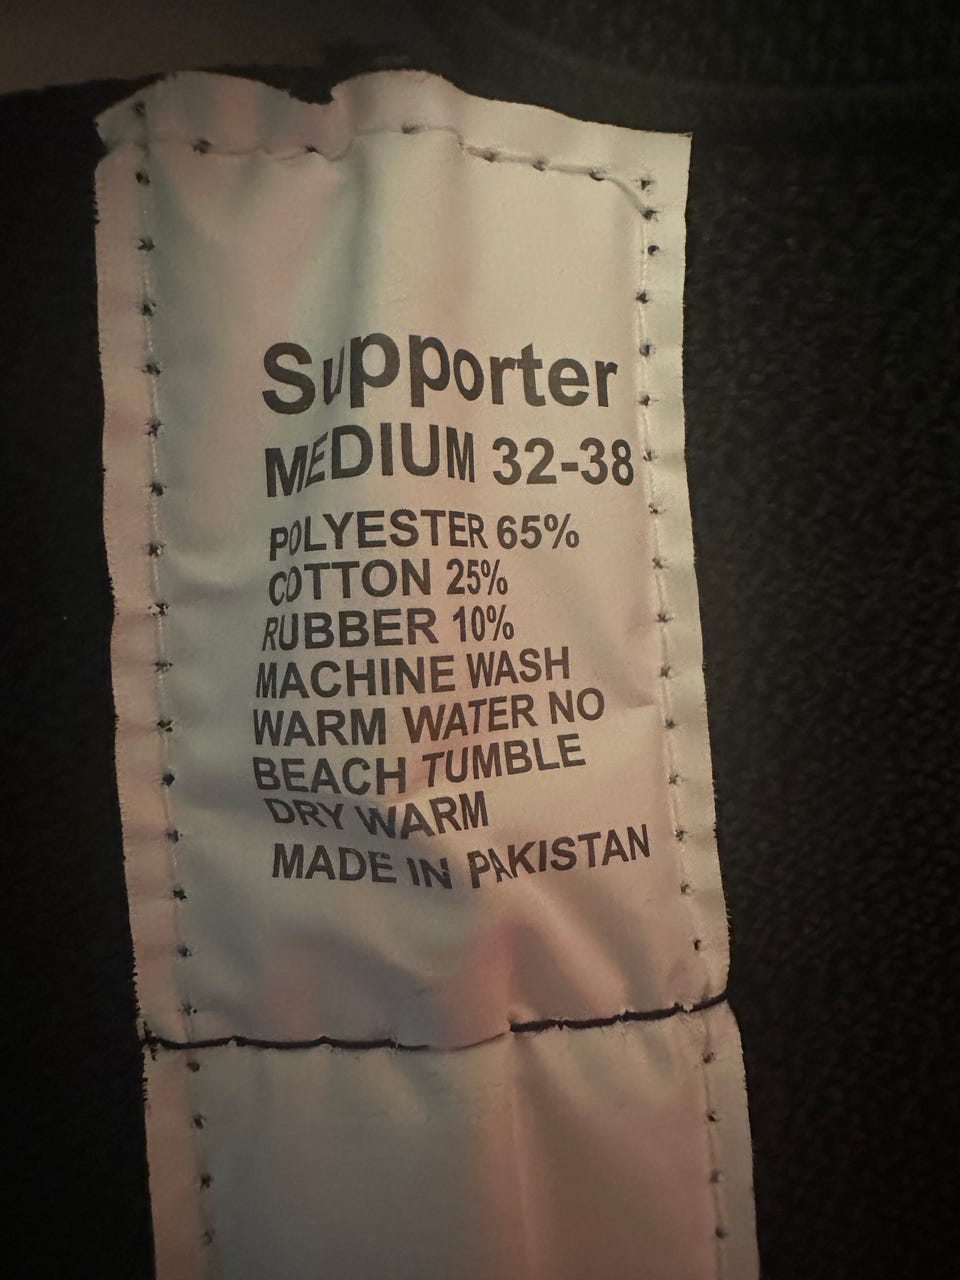 Supporter
MEDIUM 32-38
POLYESTER 65%
COTTON 25%
RUBBER 10%
MACHINE WASH
WARM WATER NO
BEACH TUMBLE
DRY WARM
MADE IN PAKISTAN